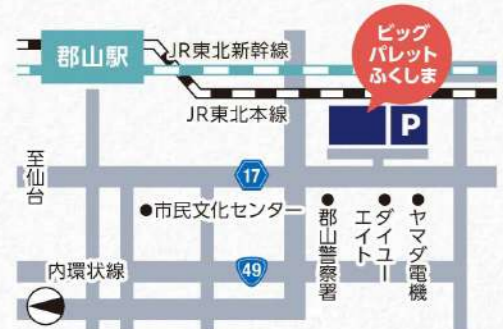 郡山駅
JR東北新幹線
ビッグ
パレット
ふくしま
JR東北本線
P
至仙台
17
●市民文化センター
●郡山警察署
●ダイユー
エイト
●ヤマダ電機
内環状線
49